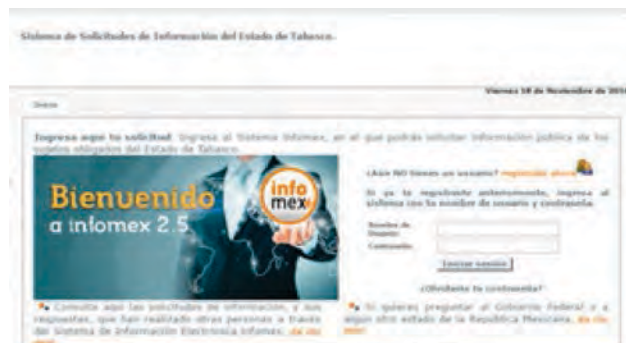 Sistema de Solicitudes de Información del Estado de Tabasco.
Viernes 18 de Noviembre de 201
Inicio
Ingresa aquí tu solicitud. Ingresa al Sistema Infomex, en el que podrás solicitar información pública de los
sujetos obligados del Estado de Tabasco.
Bienvenido
a infomex 2.5
info
mex
¿Aún NO tienes un usuario? regístrate ahora
Si ya te registraste anteriormente, ingresa al
sistema con tu nombre de usuario y contraseña.
Nombre de
Usuario:
Contraseña:
Iniciar sesión
¿Olvidaste tu contraseña?
Consulta aquí las solicitudes de información, y sus
respuestas, que han realizado otras personas a través
del Sistema de Información Electrónica Infomex.
Si quieres preguntar al Gobierno Federal o a
algún otro estado de la República Mexicana,